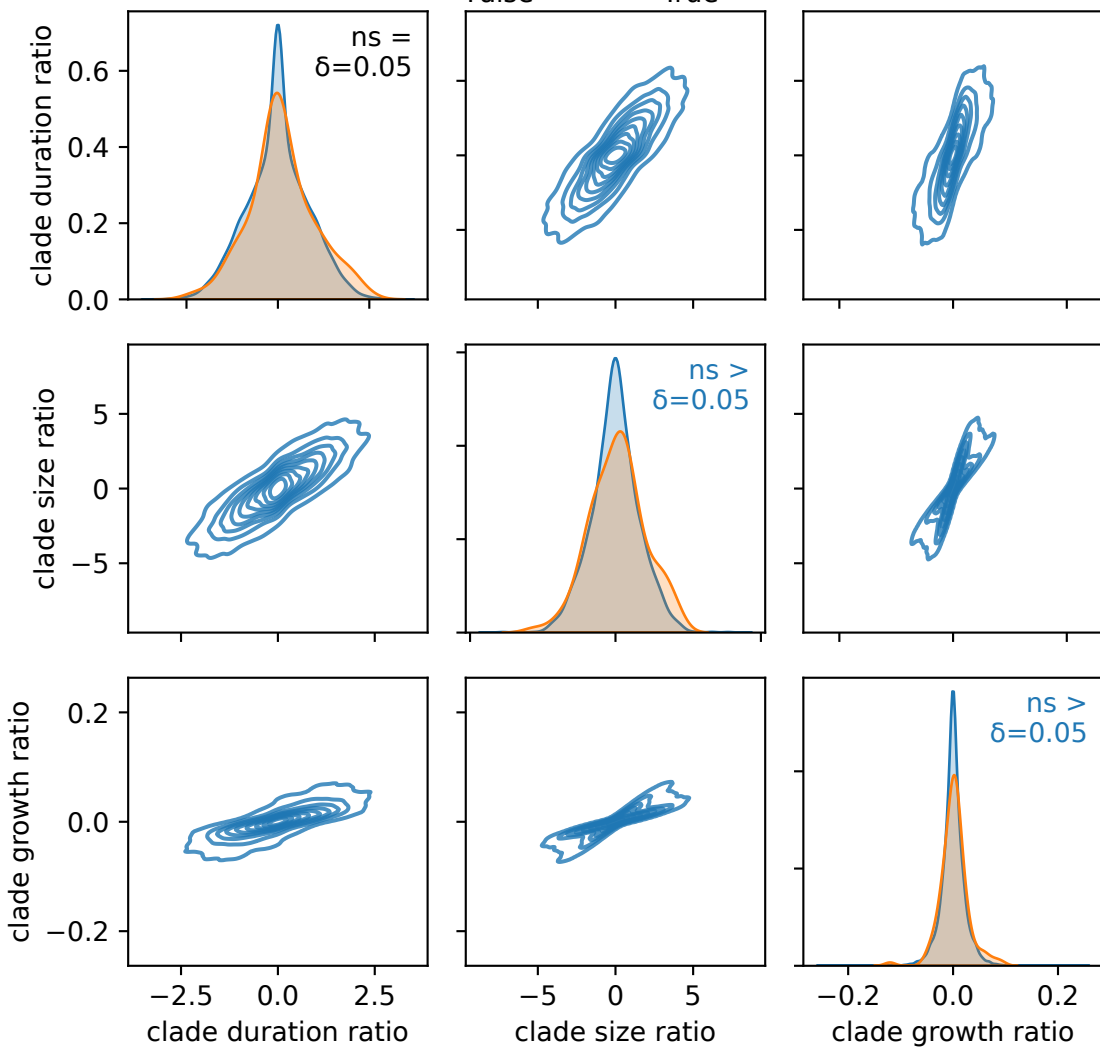 True
clade duration ratio
0.6
0.4
0.2
0.0
ns =
δ=0.05
clade size ratio
5
0
−5
ns >
δ=0.05
clade growth ratio
0.2
0.0
−0.2
ns >
δ=0.05
−2.5
0.0
2.5
−5
0
5
−0.2
0.0
0.2
clade duration ratio
clade size ratio
clade growth ratio